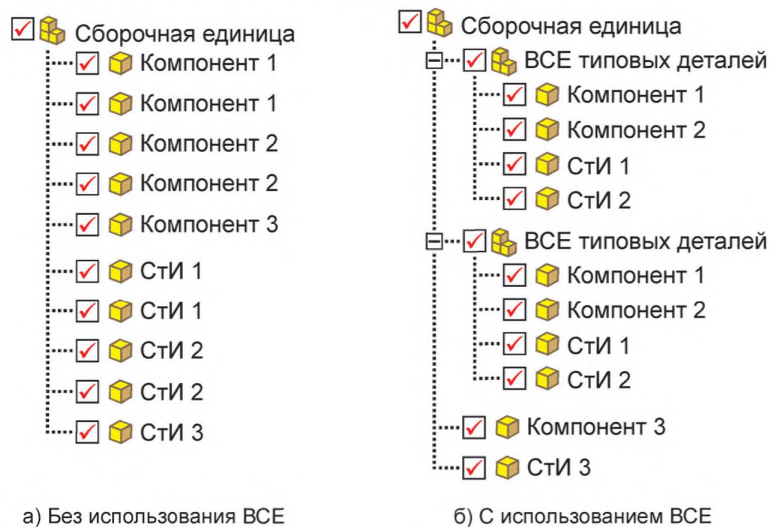 Сборочная единица
Компонент 1
Компонент 1
Компонент 2
Компонент 2
Компонент 3
СтИ 1
СтИ 1
СтИ 2
СтИ 2
СтИ 3
а) Без использования ВСЕ
Сборочная единица
ВСЕ типовых деталей
Компонент 1
Компонент 2
СтИ 1
СтИ 2
ВСЕ типовых деталей
Компонент 1
Компонент 2
СтИ 1
СтИ 2
Компонент 3
СтИ 3
б) С использованием ВСЕ